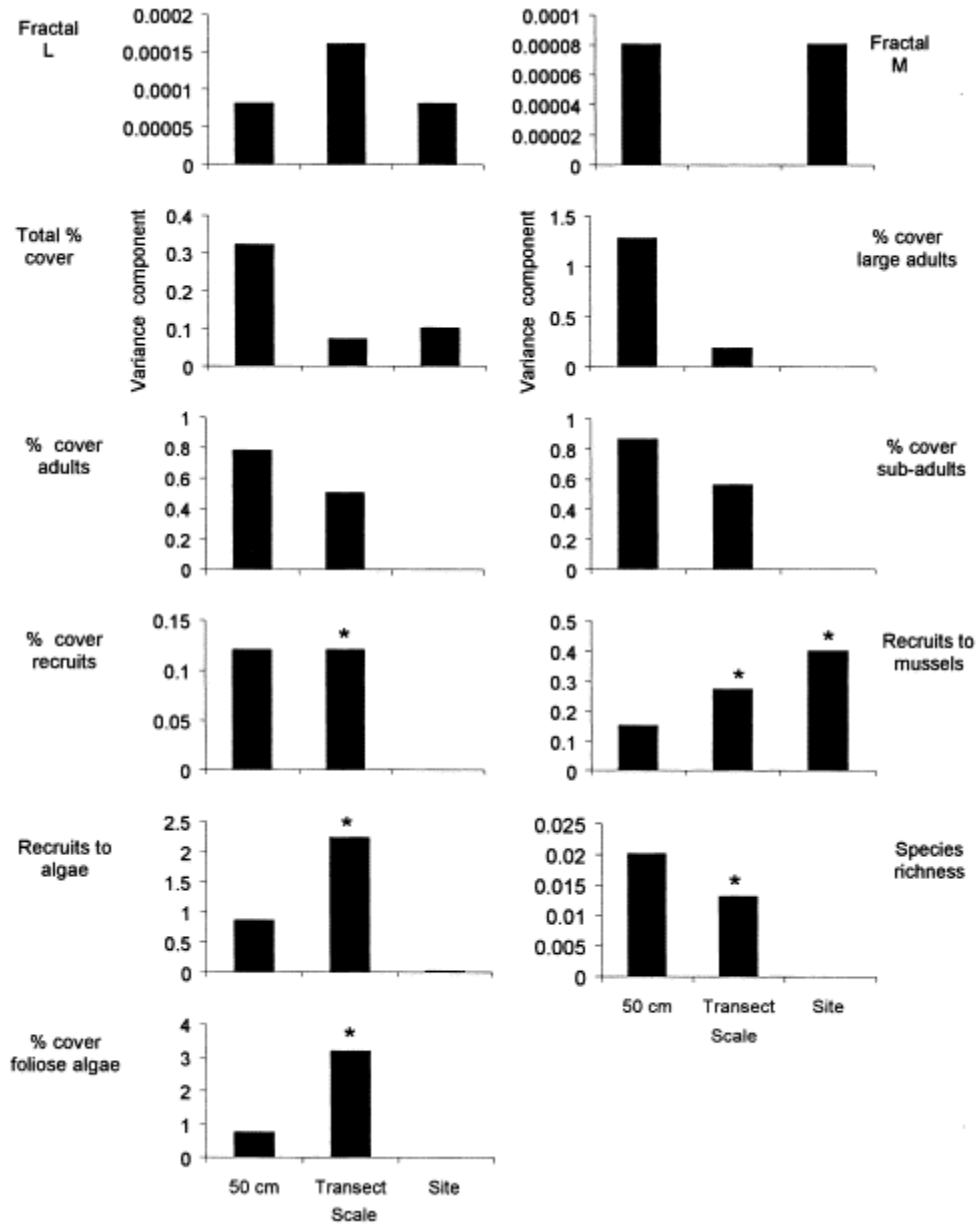 Fractal
L
0.0002
0.00015
0.0001
0.00005
0
0.0001
0.00008
0.00006
0.00004
0.00002
0
Fractal
M
Total %
cover
Variance component
0.4
0.3
0.2
0.1
0
Variance component
1.5
1
0.5
0
% cover
large adults
% cover
adults
1
0.8
0.6
0.4
0.2
0
1
0.8
0.6
0.4
0.2
0
% cover
sub-adults
% cover
recruits
0.15
0.1
0.05
0
*
0.5
0.4
0.3
0.2
0.1
0
* *
Recruits to
mussels
Recruits to
algae
2.5
2
1.5
1
0.5
0
*
0.025
0.02
0.015
0.01
0.005
0
*
Species
richness
50 cm Transect Site
Scale
% cover
foliose algae
4
3
2
1
0
*
50 cm Transect Site
Scale